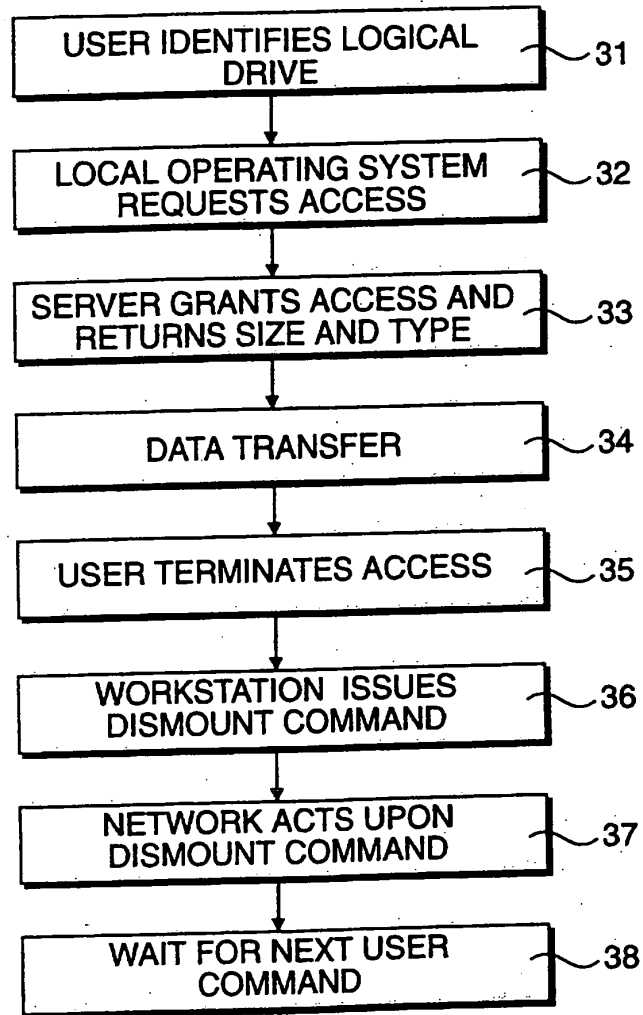 USER IDENTIFIES LOGICAL
DRIVE
31
LOCAL OPERATING SYSTEM
REQUESTS ACCESS
32
SERVER GRANTS ACCESS AND
RETURNS SIZE AND TYPE
33
DATA TRANSFER
34
USER TERMINATES ACCESS
35
WORKSTATION ISSUES
DISMOUNT COMMAND
36
NETWORK ACTS UPON
DISMOUNT COMMAND
37
WAIT FOR NEXT USER
COMMAND
38